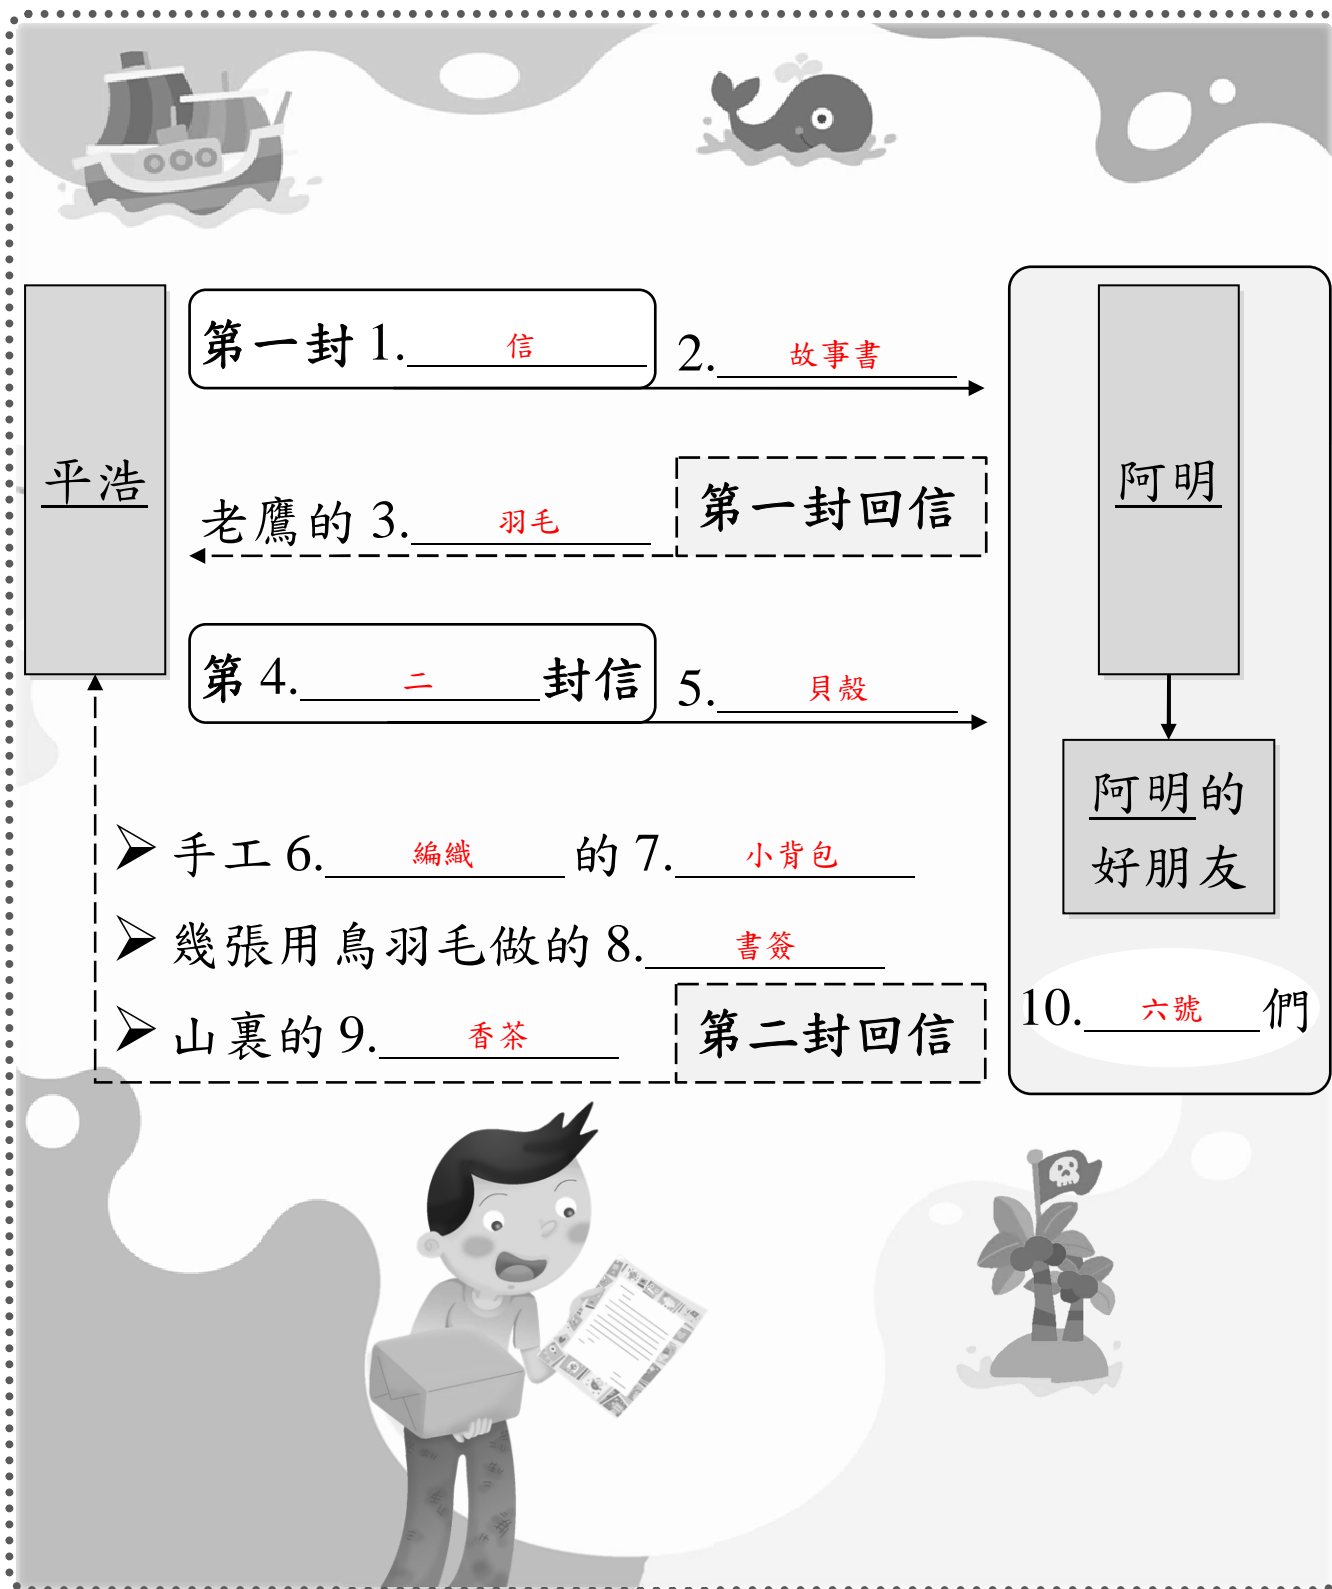 第一封 1. 信 2. 故事書
平浩
阿明
老鷹的 3. 羽毛 第一封回信
第 4. 二 封信 5. 貝殼
阿明的
好朋友
➢ 手工 6. 編織 的 7. 小背包
➢ 幾張用鳥羽毛做的 8. 書簽
➢ 山裏的 9. 香茶 第二封回信
10. 六號 們